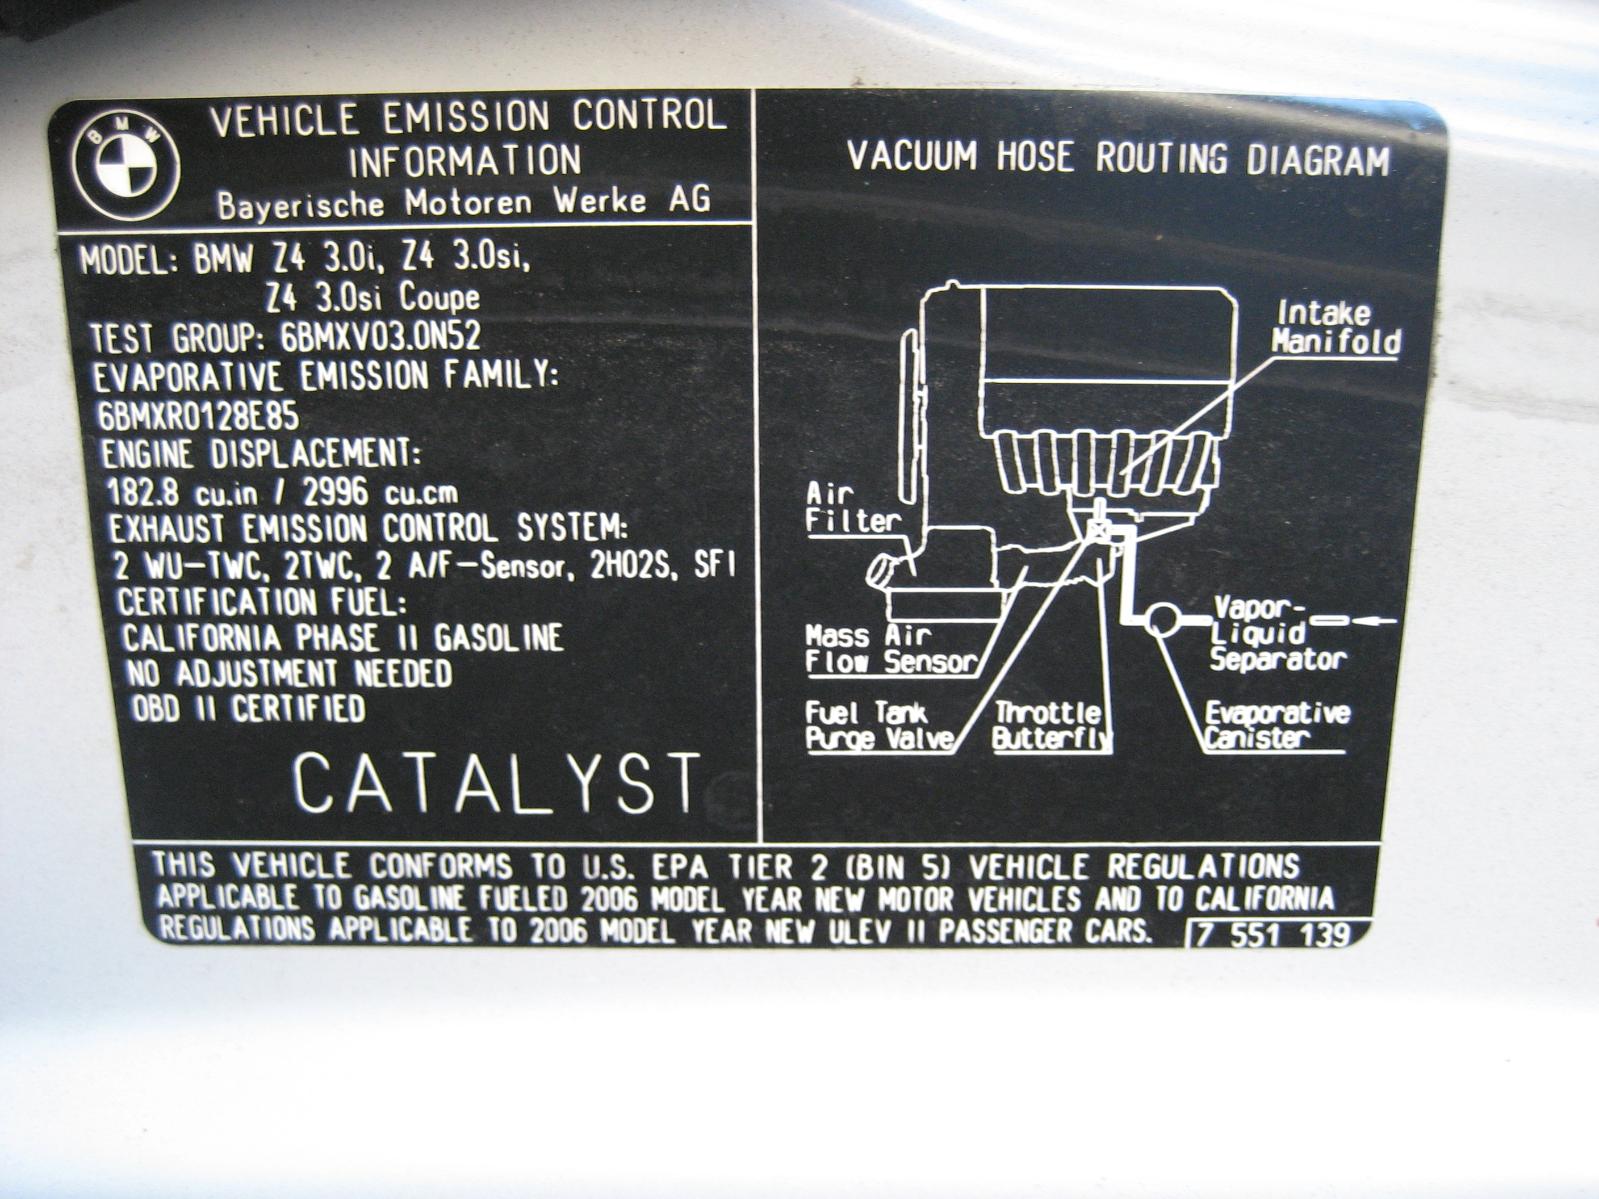 BMW
VEHICLE EMISSION CONTROL
INFORMATION
Bayerische Motoren Werke AG
MODEL: BMW Z4 3.0i, Z4 3.0si,
Z4 3.0si Coupe
TEST GROUP: 6BMXV03.0N52
EVAPORATIVE EMISSION FAMILY:
6BMXR0128E85
ENGINE DISPLACEMENT:
182.8 cu.in / 2996 cu.cm
EXHAUST EMISSION CONTROL SYSTEM:
2 WU-TWC, 2TWC, 2 A/F-Sensor, 2HO2S, SFI
CERTIFICATION FUEL:
CALIFORNIA PHASE II GASOLINE
NO ADJUSTMENT NEEDED
OBD II CERTIFIED
CATALYST
VACUUM HOSE ROUTING DIAGRAM
Intake
Manifold
Air
Filter
Mass Air
Flow Sensor
Vapor-
Liquid
Separator
Fuel Tank
Purge Valve
Throttle
Butterfly
Evaporative
Canister
THIS VEHICLE CONFORMS TO U.S. EPA TIER 2 (BIN 5) VEHICLE REGULATIONS
APPLICABLE TO GASOLINE FUELED 2006 MODEL YEAR NEW MOTOR VEHICLES AND TO CALIFORNIA
REGULATIONS APPLICABLE TO 2006 MODEL YEAR NEW ULEV II PASSENGER CARS.
7 551 139